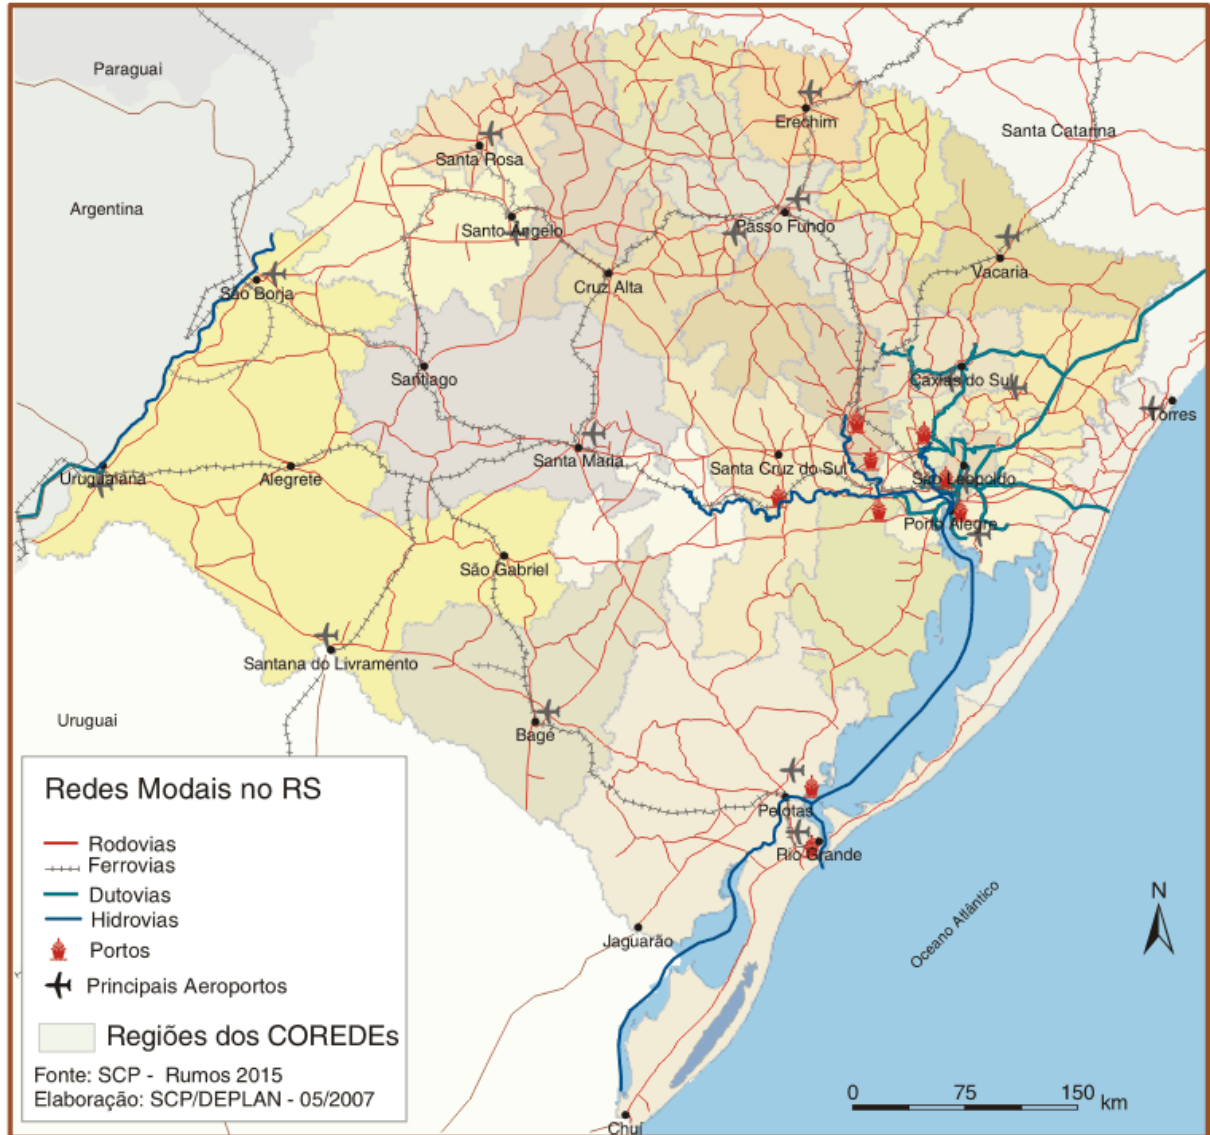 Paraguai
Erechim
Santa Catarina
Santa Rosa
Argentina
Santo Ângelo
Passo Fundo
Vacaria
São Borja
Cruz Alta
Santiago
Caxias do Sul
Torres
Santa Maria
Santa Cruz do Sul
Uruguaiana
Alegrete
São Leopoldo
Porto Alegre
São Gabriel
Santana do Livramento
Uruguai
Bagé
Pelotas
Rio Grande
Jaguarão
Oceano Atlântico
Chuí
Redes Modais no RS
Rodovias
Ferrovias
Dutovias
Hidrovias
Portos
Principais Aeroportos
Regiões dos COREDEs
Fonte: SCP - Rumos 2015
Elaboração: SCP/DEPLAN - 05/2007
N
0 75 150 km